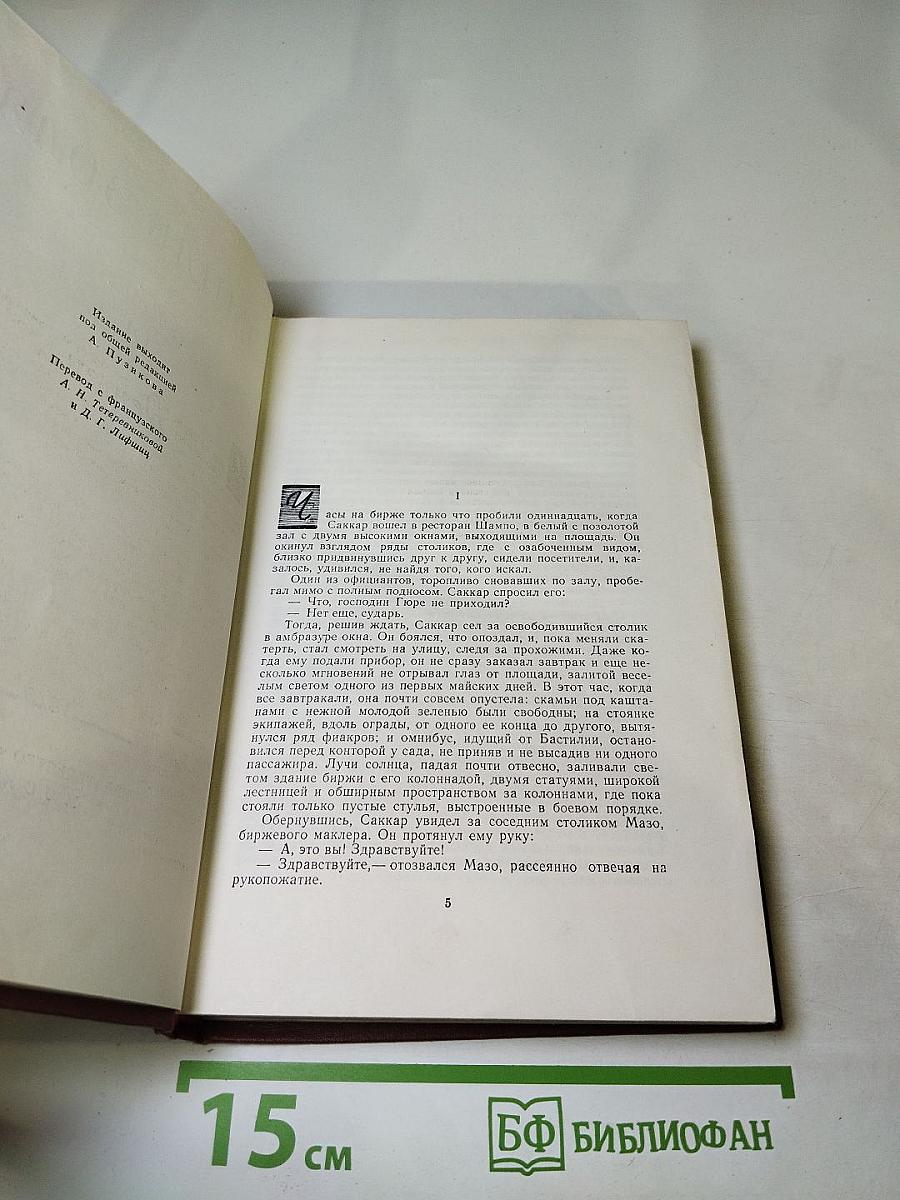 Издание выходит
под общей редакцией
А. Пузикова
Перевод с французского
А. Н. Тетеревниковой
и Д. Г. Лифшиц
I
Часы на бирже только что пробили одиннадцать, когда
Саккар вошел в ресторан Шампо, в белый с позолотой
зал с двумя высокими окнами, выходящими на площадь. Он
окинул взглядом ряды столиков, где с озабоченным видом,
близко придвинувшись друг к другу, сидели посетители, и, ка-
залось, удивился, не найдя того, кого искал.
Один из официантов, торопливо сновавших по залу, пробе-
гал мимо с полным подносом. Саккар спросил его:
— Что, господин Гюре не приходил?
— Нет еще, сударь.
Тогда, решив ждать, Саккар сел за освободившийся столик
в амбразуре окна. Он боялся, что опоздал, и, пока меняли ска-
терть, стал смотреть на улицу, следя за прохожими. Даже ко-
гда ему подали прибор, он не сразу заказал завтрак и еще не-
сколько мгновений не отрывал глаз от площади, залитой весе-
лым светом одного из первых майских дней. В этот час, когда
все завтракали, она почти совсем опустела: скамьи под кашта-
нами с нежной молодой зеленью были свободны; на стоянке
экипажей, вдоль ограды, от одного ее конца до другого, вытя-
нулся ряд фиакров; и омнибус, идущий от Бастилии, остано-
вился перед конторой у сада, не приняв и не высадив ни одного
пассажира. Лучи солнца, падая почти отвесно, заливали све-
том здание биржи с его колоннадой, двумя статуями, широкой
лестницей и обширным пространством за колоннами, где пока
стояли только пустые стулья, выстроенные в боевом порядке.
Обернувшись, Саккар увидел за соседним столиком Мазо,
биржевого маклера. Он протянул ему руку:
— А, это вы! Здравствуйте!
— Здравствуйте,— отозвался Мазо, рассеянно отвечая на
рукопожатие.
5
15 см
БФ БИБЛИОФАН